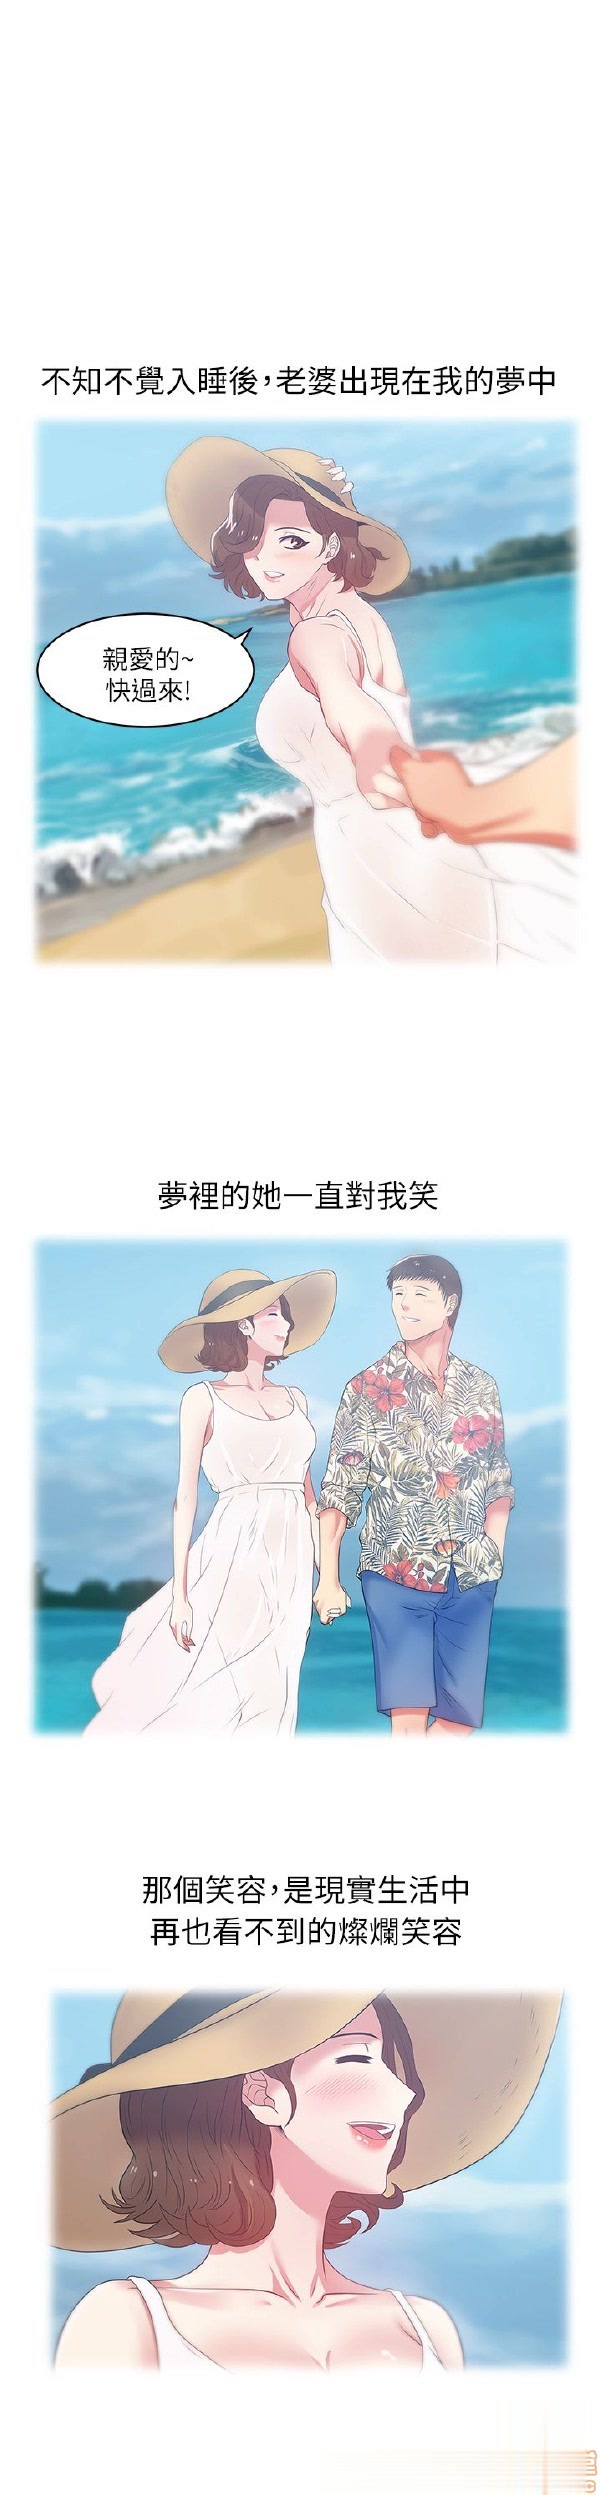 不知不覺入睡後，老婆出現在我的夢中
親愛的~
快過來!
夢裡的她一直對我笑
那個笑容，是現實生活中
再也看不到的燦爛笑容